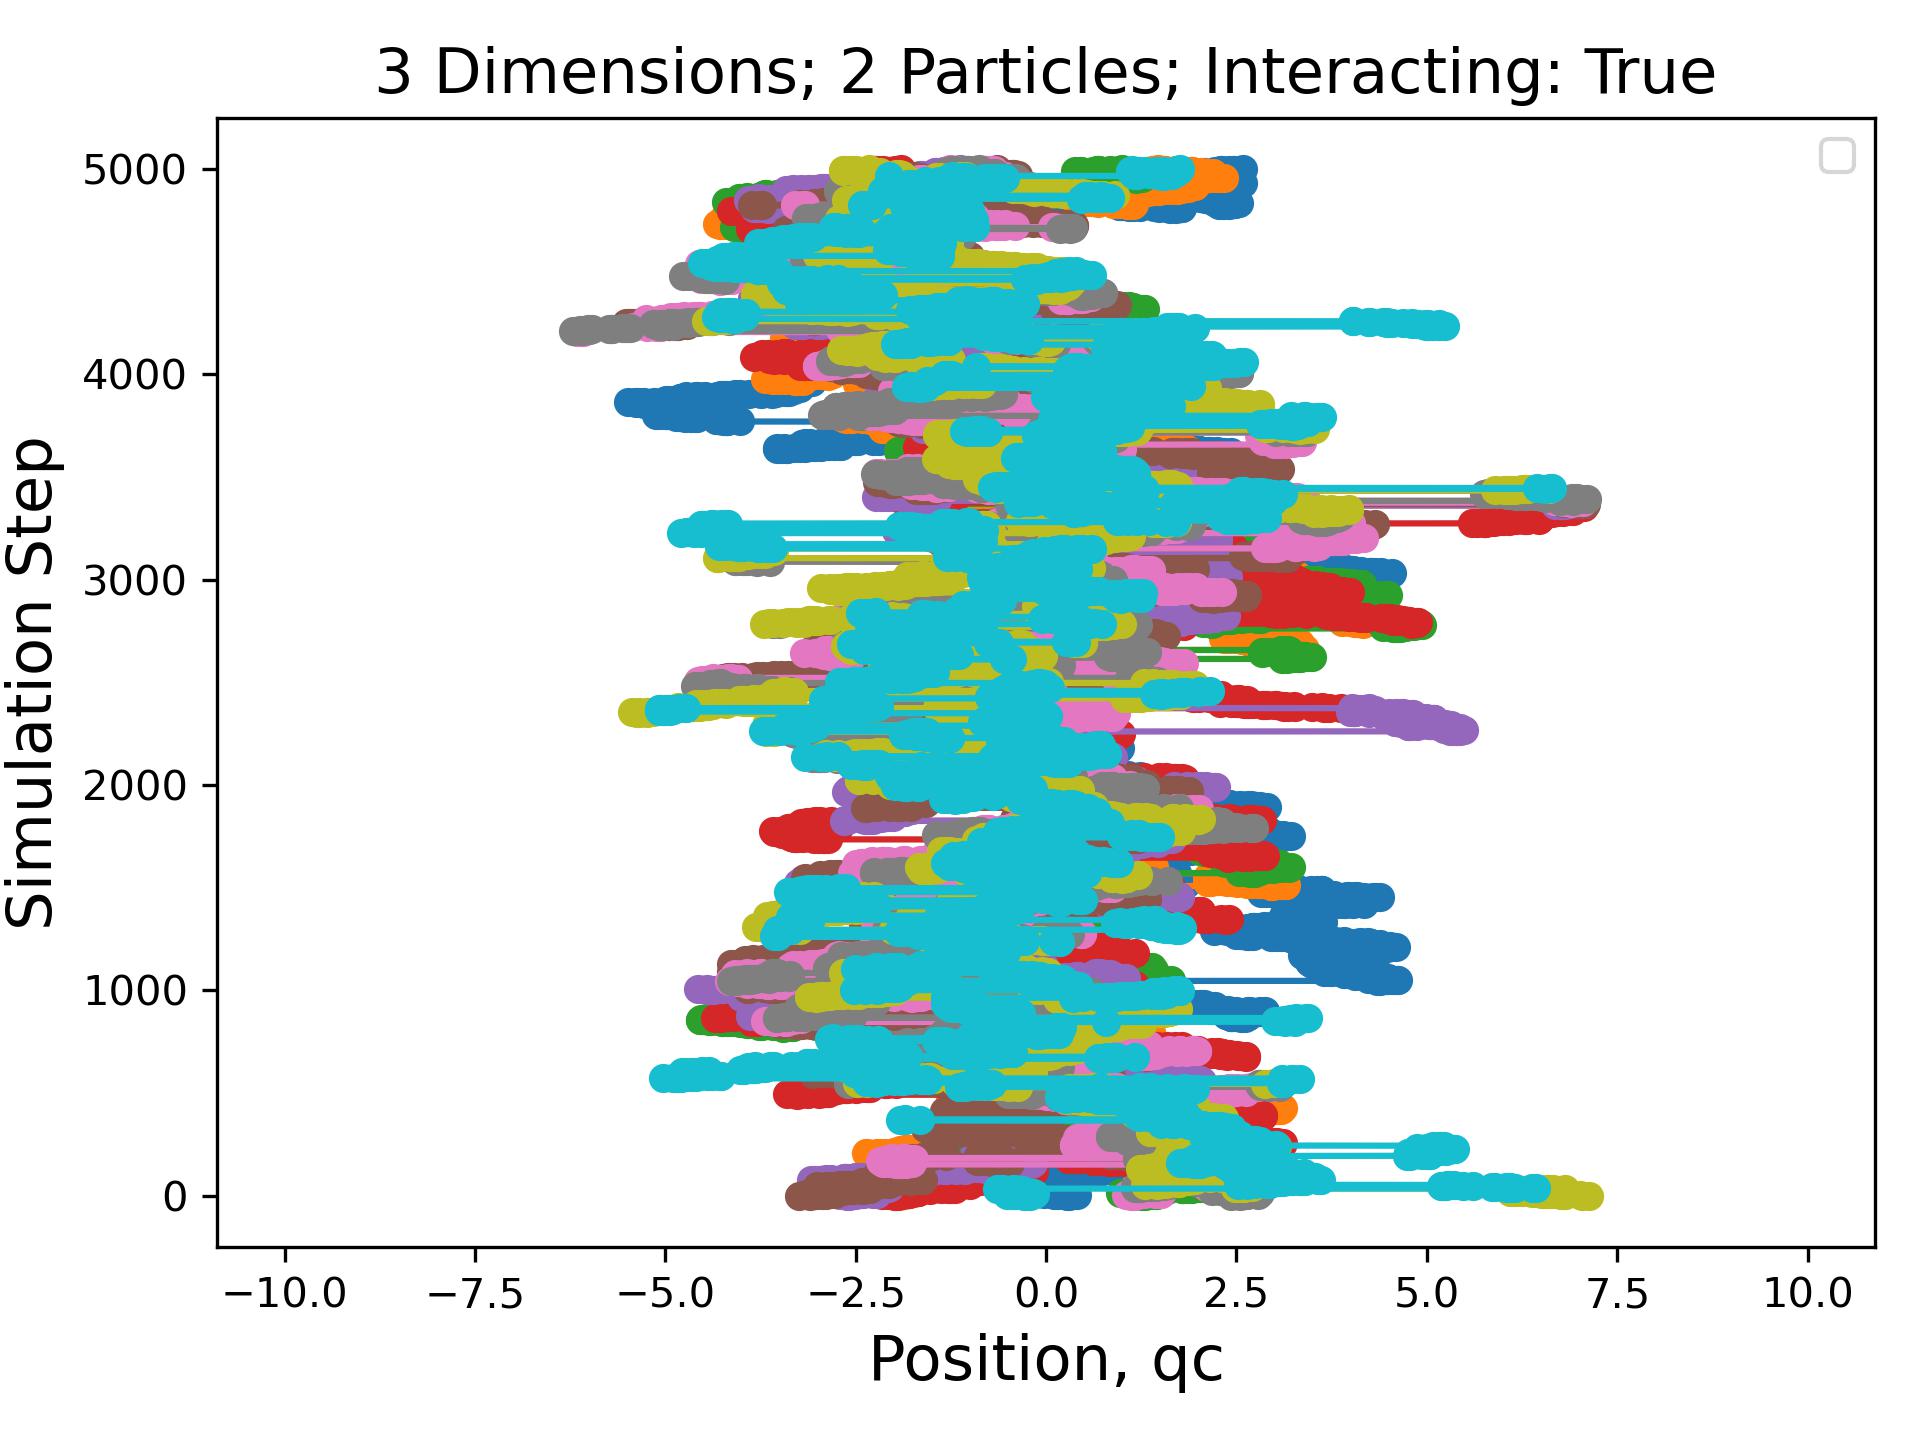 3 Dimensions; 2 Particles; Interacting: True
Simulation Step
5000
4000
3000
2000
1000
0
−10.0 −7.5 −5.0 −2.5 0.0 2.5 5.0 7.5 10.0
Position, qc